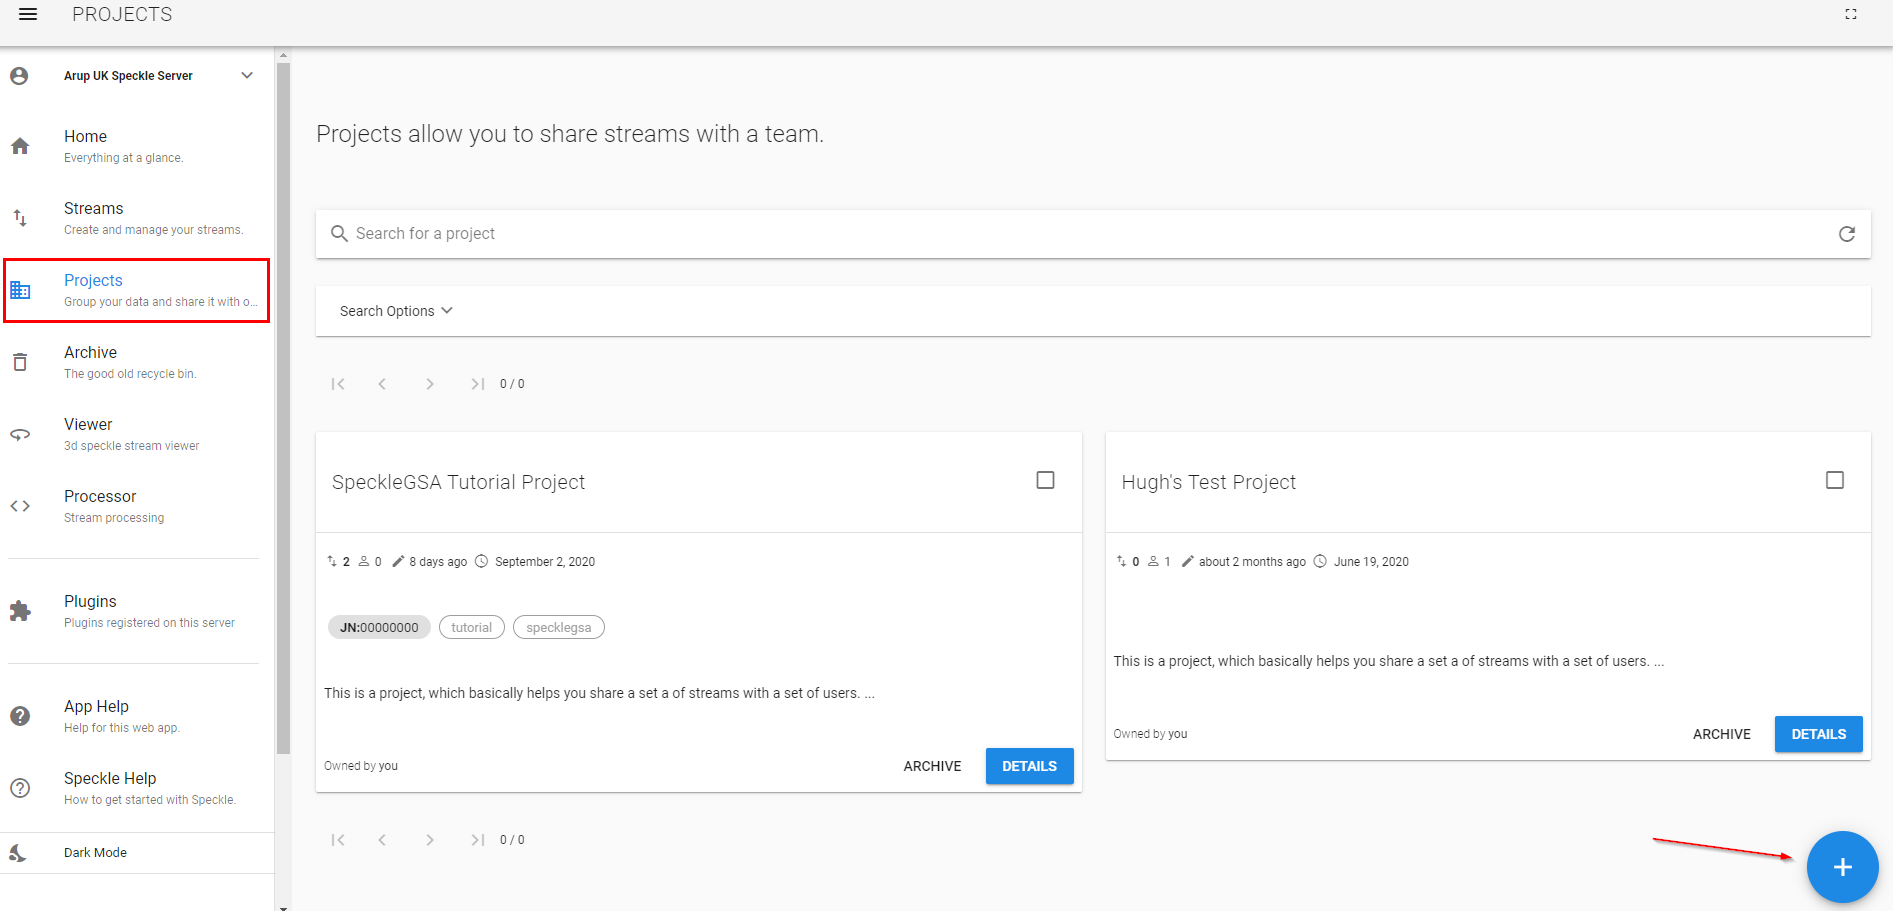 PROJECTS
Arup UK Speckle Server
Home
Everything at a glance.
Streams
Create and manage your streams.
Projects
Group your data and share it with o...
Archive
The good old recycle bin.
Viewer
3d speckle stream viewer
Processor
Stream processing
Plugins
Plugins registered on this server
App Help
Help for this web app.
Speckle Help
How to get started with Speckle.
Dark Mode
Projects allow you to share streams with a team.
Search for a project
Search Options
0 / 0
SpeckleGSA Tutorial Project
2 0 8 days ago September 2, 2020
JN:00000000 tutorial specklegsa
This is a project, which basically helps you share a set a of streams with a set of users. ...
Owned by you ARCHIVE DETAILS
Hugh's Test Project
0 1 about 2 months ago June 19, 2020
This is a project, which basically helps you share a set a of streams with a set of users. ...
Owned by you ARCHIVE DETAILS
0 / 0